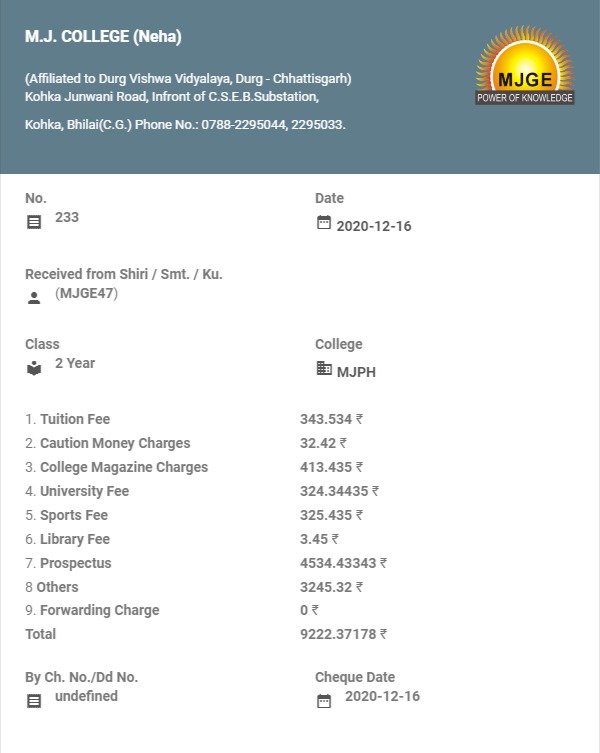 M.J. COLLEGE (Neha)
MJGE
POWER OF KNOWLEDGE
(Affiliated to Durg Vishwa Vidyalaya, Durg - Chhattisgarh)
Kohka Junwani Road, Infront of C.S.E.B.Substation,
Kohka, Bhilai(C.G.) Phone No.: 0788-2295044, 2295033.
No. Date
233 2020-12-16
Received from Shiri / Smt. / Ku.
(MJGE47)
Class College
2 Year MJPH
1. Tuition Fee 343.534 ₹
2. Caution Money Charges 32.42 ₹
3. College Magazine Charges 413.435 ₹
4. University Fee 324.34435 ₹
5. Sports Fee 325.435 ₹
6. Library Fee 3.45 ₹
7. Prospectus 4534.43343 ₹
8 Others 3245.32 ₹
9. Forwarding Charge 0 ₹
Total 9222.37178 ₹
By Ch. No./Dd No. Cheque Date
undefined 2020-12-16